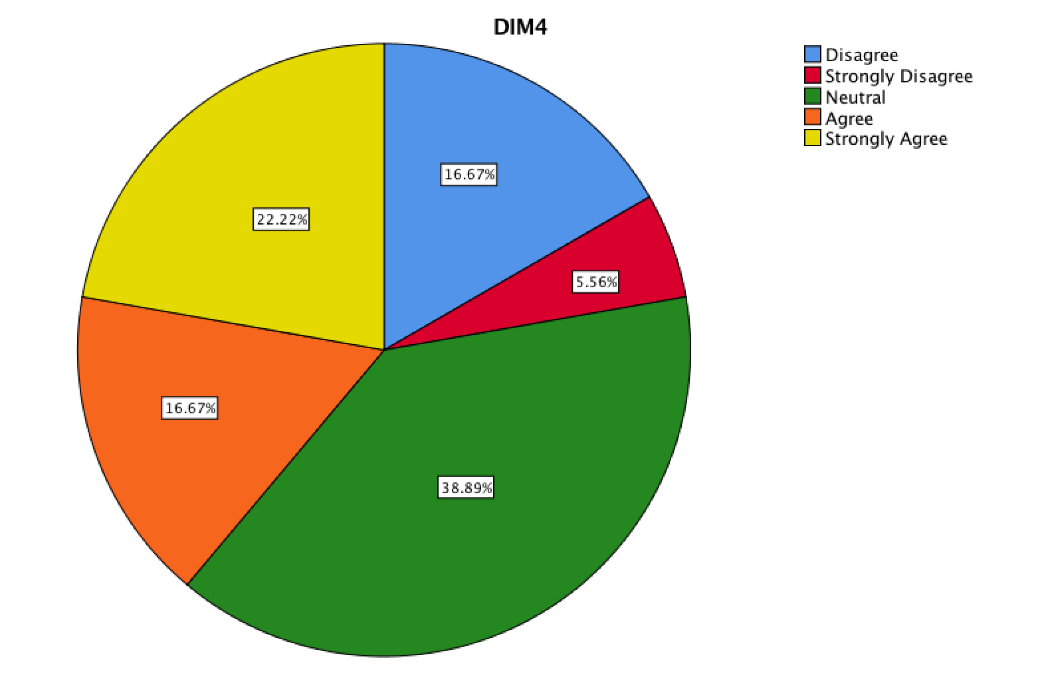 DIM4
Disagree
Strongly Disagree
Neutral
Agree
Strongly Agree
16.67%
22.22%
5.56%
16.67%
38.89%